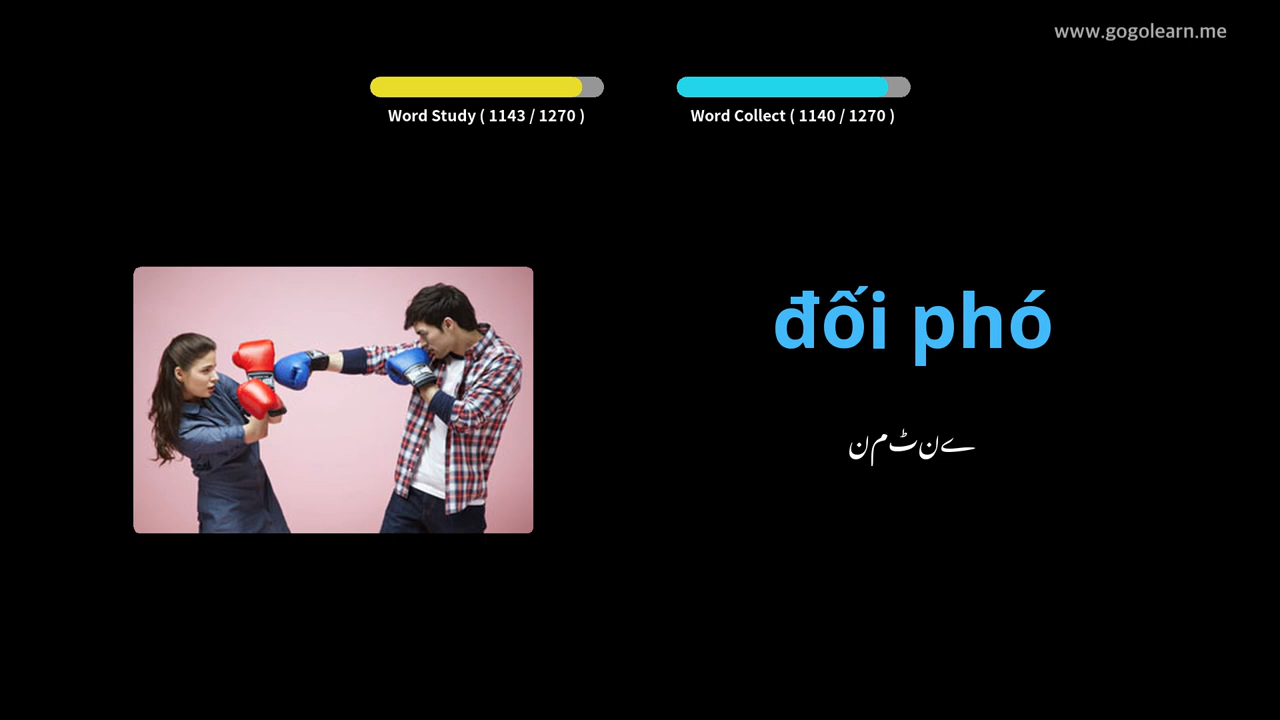 www.gogolearn.me
Word Study ( 1143 / 1270 )
Word Collect ( 1140 / 1270 )
đối phó
نمٹنے